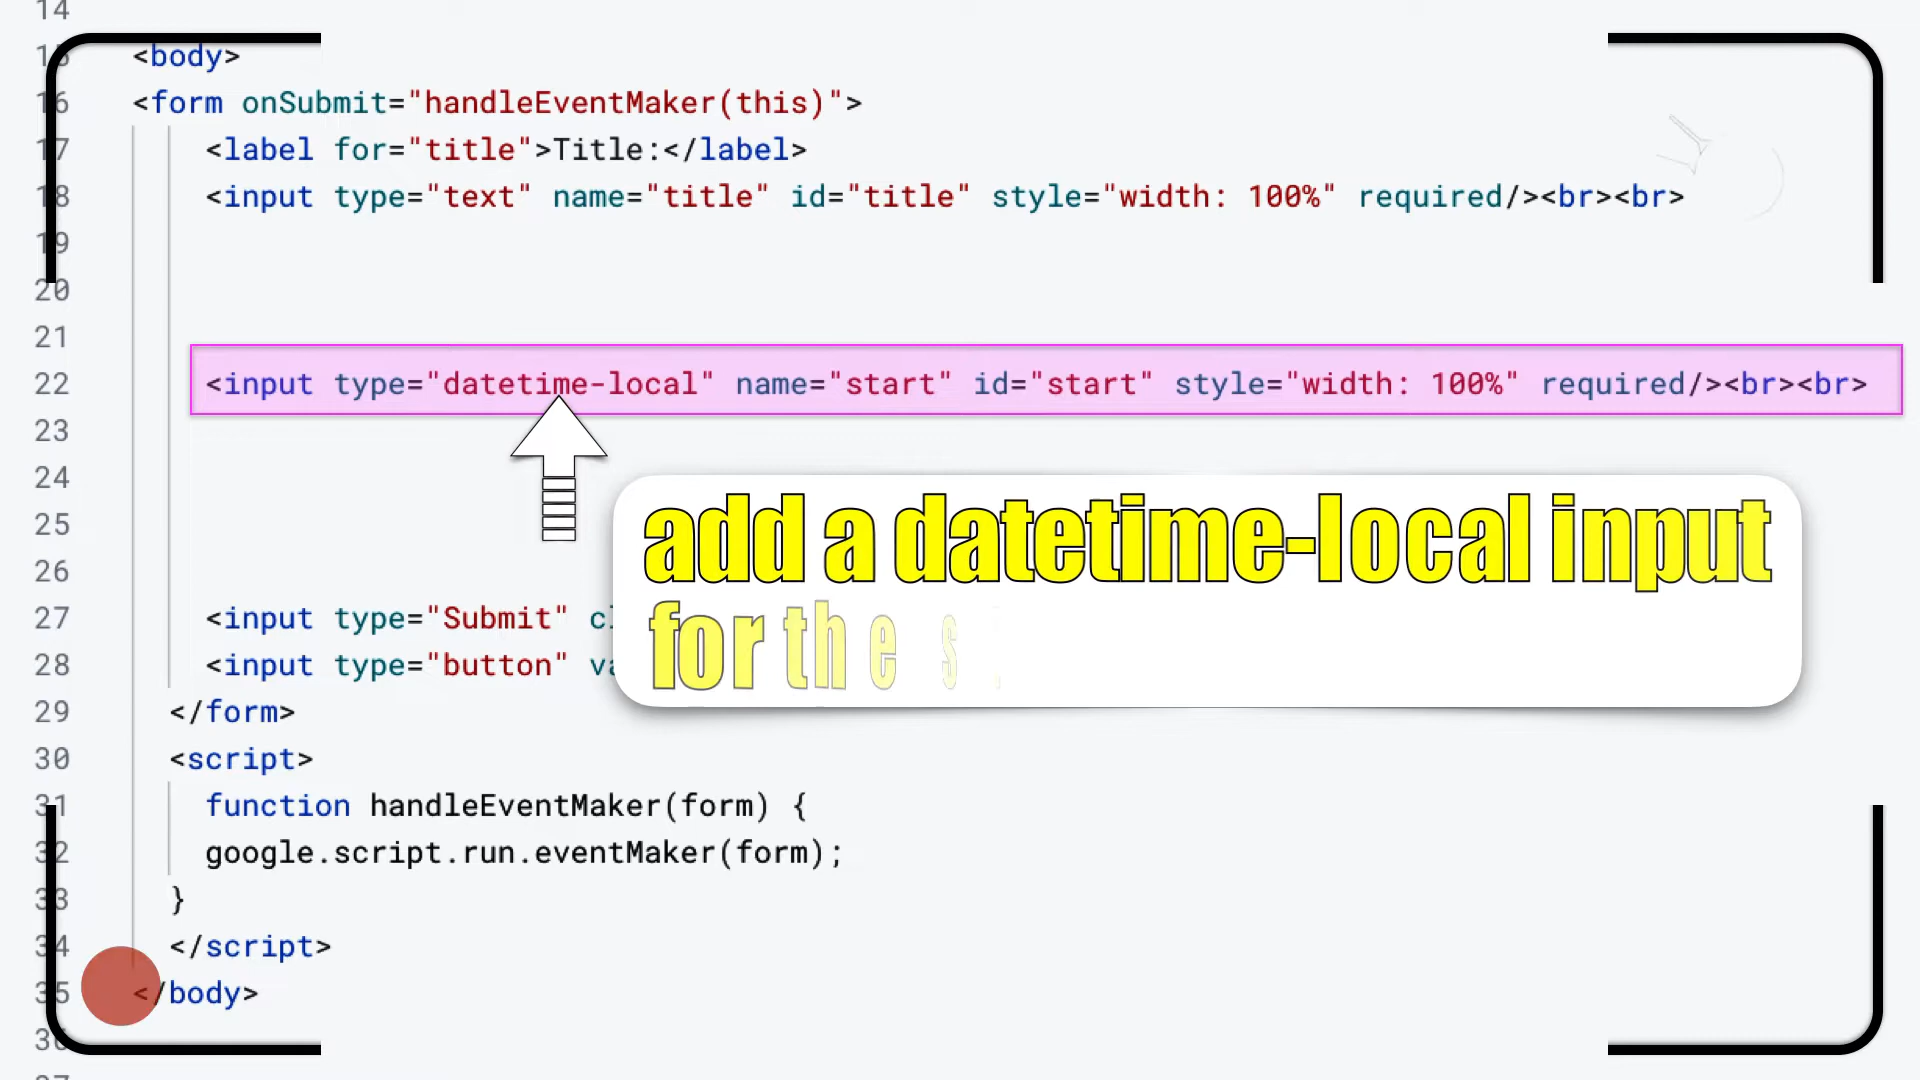 14
15 <body>
16 <form onSubmit="handleEventMaker(this)">
17 <label for="title">Title:</label>
18 <input type="text" name="title" id="title" style="width: 100%" required/><br><br>
19
20
21
22 <input type="datetime-local" name="start" id="start" style="width: 100%" required/><br><br>
23
24
25
26
27 <input type="Submit"
28 <input type="button"
29 </form>
30 <script>
31 function handleEventMaker(form) {
32 google.script.run.eventMaker(form);
33 }
34 </script>
35 </body>
36
add a datetime-local input
for the s